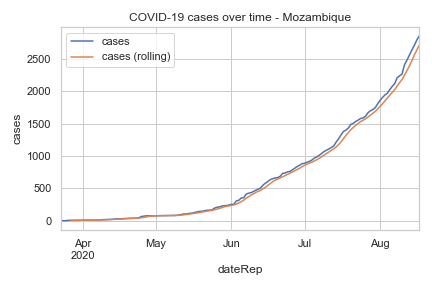 COVID-19 cases over time - Mozambique
cases
cases (rolling)
cases
2500
2000
1500
1000
500
0
Apr
2020
May
Jun
Jul
Aug
dateRep